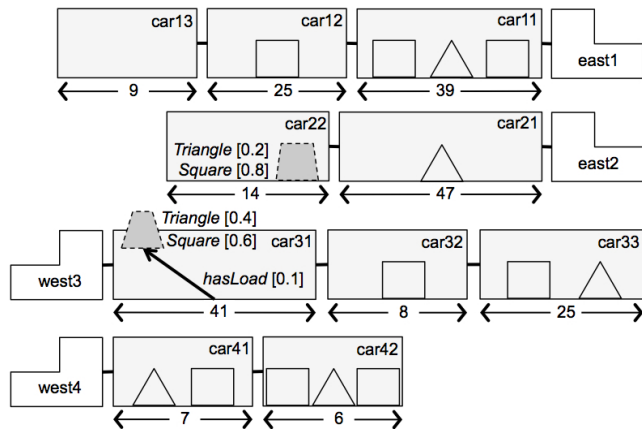 car13 car12 car11
east1
9 25 39
car22 car21
Triangle [0.2]
Square [0.8]
east2
14 47
Triangle [0.4]
Square [0.6] car31 car32 car33
west3
hasLoad [0.1]
41 8 25
car41 car42
west4
7 6